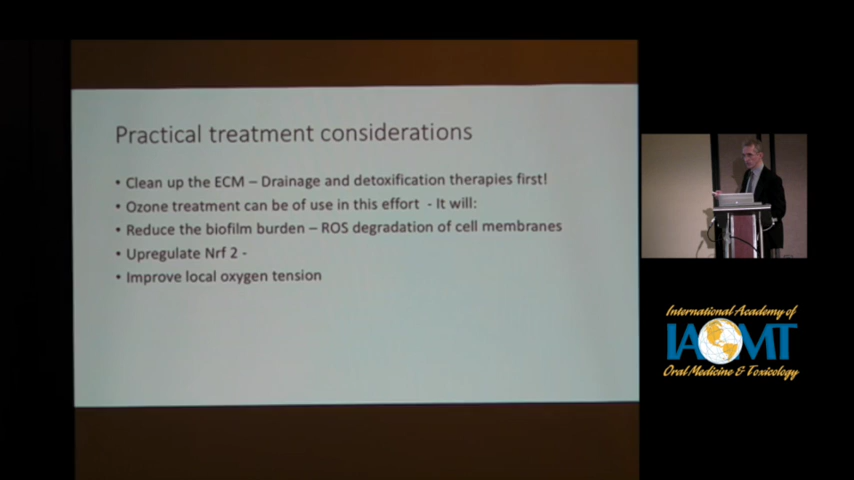 Practical treatment considerations
• Clean up the ECM – Drainage and detoxification therapies first!
• Ozone treatment can be of use in this effort - It will:
• Reduce the biofilm burden – ROS degradation of cell membranes
• Upregulate Nrf 2 -
• Improve local oxygen tension
International Academy of
IAOMT
Oral Medicine & Toxicology